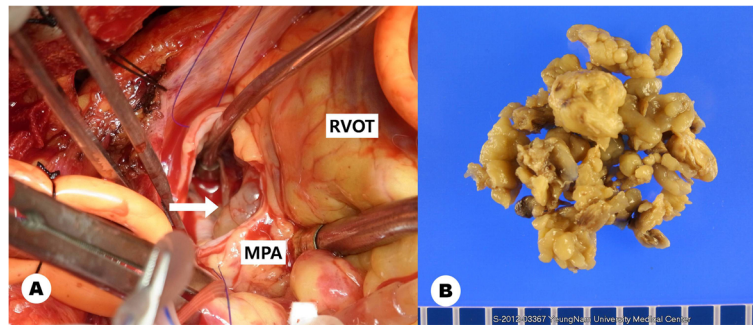 RVOT
MPA
A
B
S-2012-03367 YeungNam University Medical Center